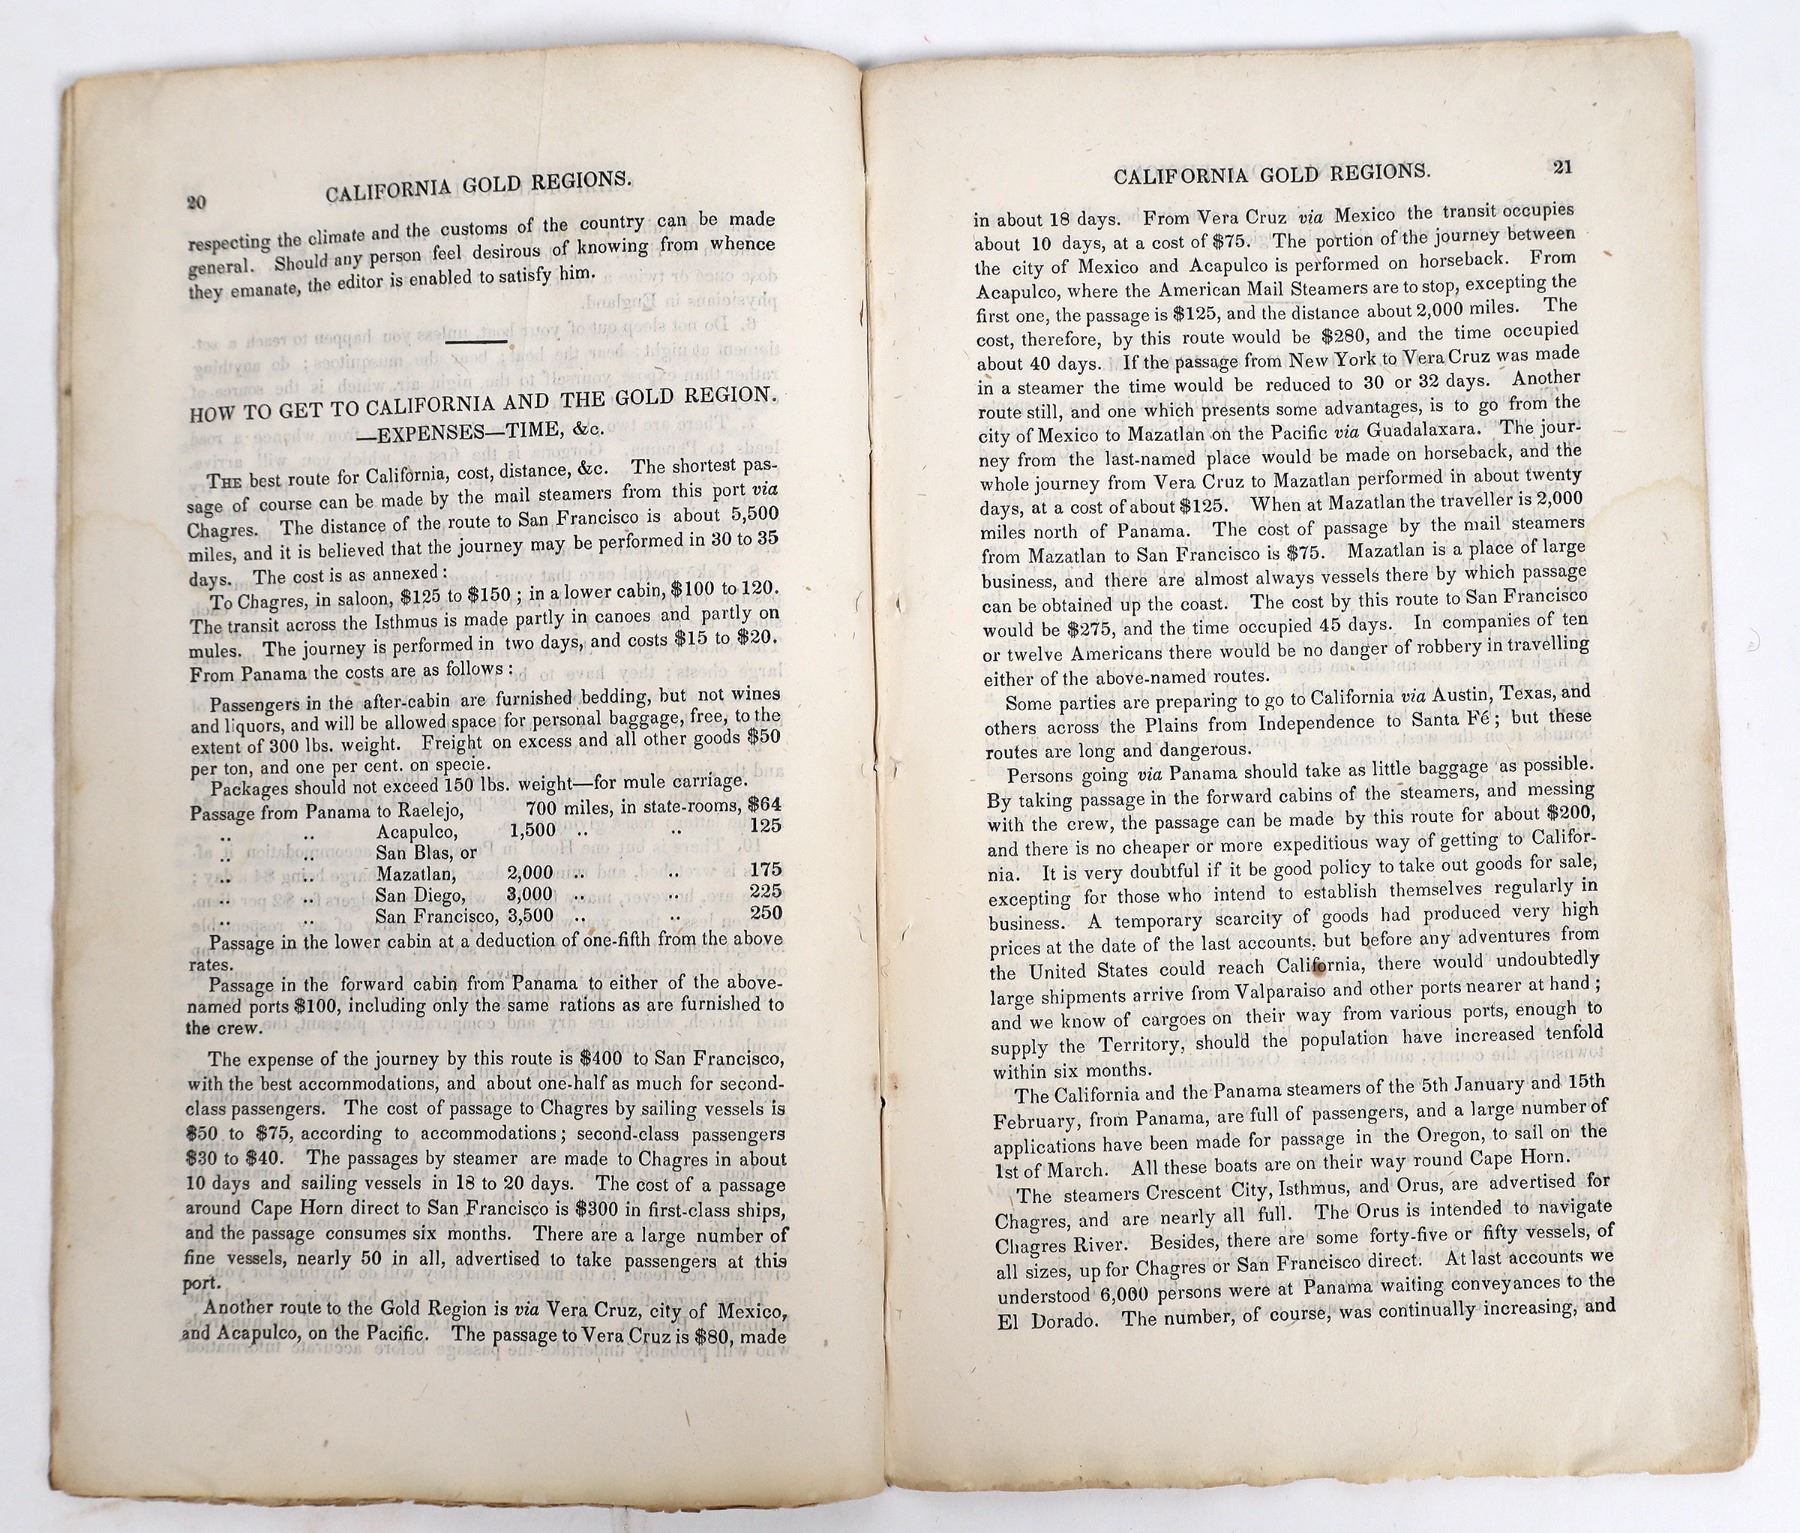 20
CALIFORNIA GOLD REGIONS.
respecting the climate and the customs of the country can be made
general. Should any person feel desirous of knowing from whence
they emanate, the editor is enabled to satisfy him.
HOW TO GET TO CALIFORNIA AND THE GOLD REGION.
—EXPENSES—TIME, &c.
THE best route for California, cost, distance, &c. The shortest pas-
sage of course can be made by the mail steamers from this port via
Chagres. The distance of the route to San Francisco is about 5,500
miles, and it is believed that the journey may be performed in 30 to 35
days. The cost is as annexed:
To Chagres, in saloon, $125 to $150; in a lower cabin, $100 to 120.
The transit across the Isthmus is made partly in canoes and partly on
mules. The journey is performed in two days, and costs $15 to $20.
From Panama the costs are as follows:
Passengers in the after-cabin are furnished bedding, but not wines
and liquors, and will be allowed space for personal baggage, free, to the
extent of 300 lbs. weight. Freight on excess and all other goods $50
per ton, and one per cent. on specie.
Packages should not exceed 150 lbs. weight—for mule carriage.
Passage from Panama to Raelejo, 700 miles, in state-rooms, $64
.. .. Acapulco, 1,500 .. .. 125
.. .. San Blas, or
.. .. Mazatlan, 2,000 .. .. 175
.. .. San Diego, 3,000 .. .. 225
.. .. San Francisco, 3,500 .. .. 250
Passage in the lower cabin at a deduction of one-fifth from the above
rates.
Passage in the forward cabin from Panama to either of the above-
named ports $100, including only the same rations as are furnished to
the crew.
The expense of the journey by this route is $400 to San Francisco,
with the best accommodations, and about one-half as much for second-
class passengers. The cost of passage to Chagres by sailing vessels is
$50 to $75, according to accommodations; second-class passengers
$30 to $40. The passages by steamer are made to Chagres in about
10 days and sailing vessels in 18 to 20 days. The cost of a passage
around Cape Horn direct to San Francisco is $300 in first-class ships,
and the passage consumes six months. There are a large number of
fine vessels, nearly 50 in all, advertised to take passengers at this
port.
Another route to the Gold Region is via Vera Cruz, city of Mexico,
and Acapulco, on the Pacific. The passage to Vera Cruz is $80, made
CALIFORNIA GOLD REGIONS.
21
in about 18 days. From Vera Cruz via Mexico the transit occupies
about 10 days, at a cost of $75. The portion of the journey between
the city of Mexico and Acapulco is performed on horseback. From
Acapulco, where the American Mail Steamers are to stop, excepting the
first one, the passage is $125, and the distance about 2,000 miles. The
cost, therefore, by this route would be $280, and the time occupied
about 40 days. If the passage from New York to Vera Cruz was made
in a steamer the time would be reduced to 30 or 32 days. Another
route still, and one which presents some advantages, is to go from the
city of Mexico to Mazatlan on the Pacific via Guadalaxara. The jour-
ney from the last-named place would be made on horseback, and the
whole journey from Vera Cruz to Mazatlan performed in about twenty
days, at a cost of about $125. When at Mazatlan the traveller is 2,000
miles north of Panama. The cost of passage by the mail steamers
from Mazatlan to San Francisco is $75. Mazatlan is a place of large
business, and there are almost always vessels there by which passage
can be obtained up the coast. The cost by this route to San Francisco
would be $275, and the time occupied 45 days. In companies of ten
or twelve Americans there would be no danger of robbery in travelling
either of the above-named routes.
Some parties are preparing to go to California via Austin, Texas, and
others across the Plains from Independence to Santa Fé; but these
routes are long and dangerous.
Persons going via Panama should take as little baggage as possible.
By taking passage in the forward cabins of the steamers, and messing
with the crew, the passage can be made by this route for about $200,
and there is no cheaper or more expeditious way of getting to Califor-
nia. It is very doubtful if it be good policy to take out goods for sale,
excepting for those who intend to establish themselves regularly in
business. A temporary scarcity of goods had produced very high
prices at the date of the last accounts, but before any adventures from
the United States could reach California, there would undoubtedly
large shipments arrive from Valparaiso and other ports nearer at hand;
and we know of cargoes on their way from various ports, enough to
supply the Territory, should the population have increased tenfold
within six months.
The California and the Panama steamers of the 5th January and 15th
February, from Panama, are full of passengers, and a large number of
applications have been made for passage in the Oregon, to sail on the
1st of March. All these boats are on their way round Cape Horn.
The steamers Crescent City, Isthmus, and Orus, are advertised for
Chagres, and are nearly all full. The Orus is intended to navigate
Chagres River. Besides, there are some forty-five or fifty vessels, of
all sizes, up for Chagres or San Francisco direct. At last accounts we
understood 6,000 persons were at Panama waiting conveyances to the
El Dorado. The number, of course, was continually increasing, and